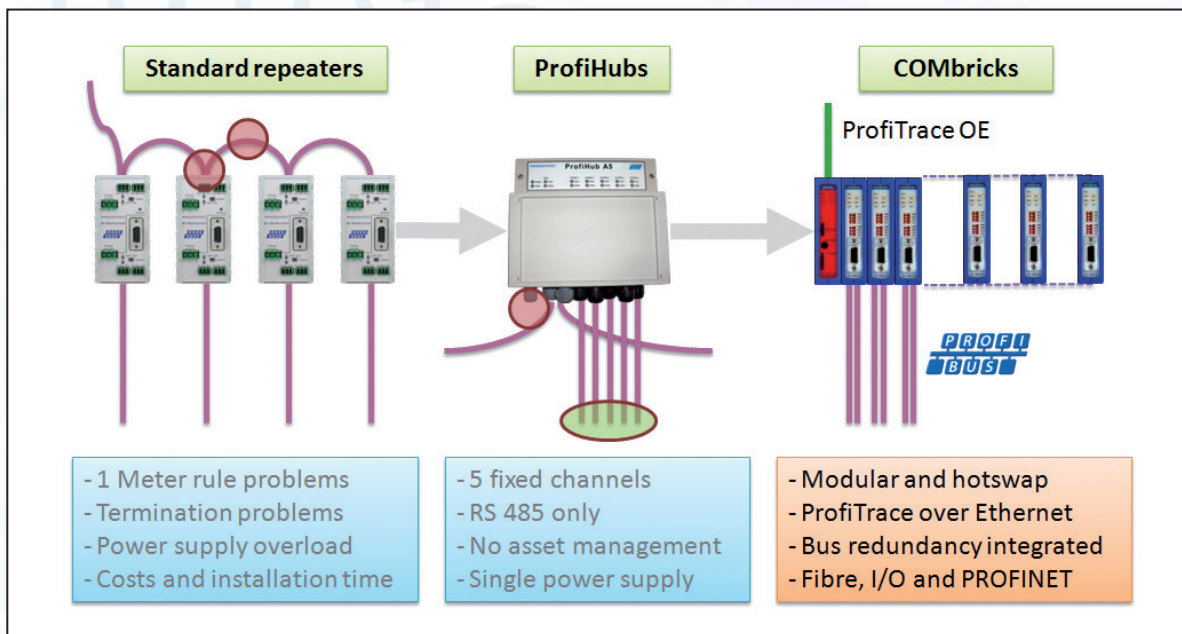 Standard repeaters
ProfiHubs
COMbricks
ProfiTrace OE
ProfiHub A5
PROFI
BUS
- 1 Meter rule problems
- Termination problems
- Power supply overload
- Costs and installation time
- 5 fixed channels
- RS 485 only
- No asset management
- Single power supply
- Modular and hotswap
- ProfiTrace over Ethernet
- Bus redundancy integrated
- Fibre, I/O and PROFINET